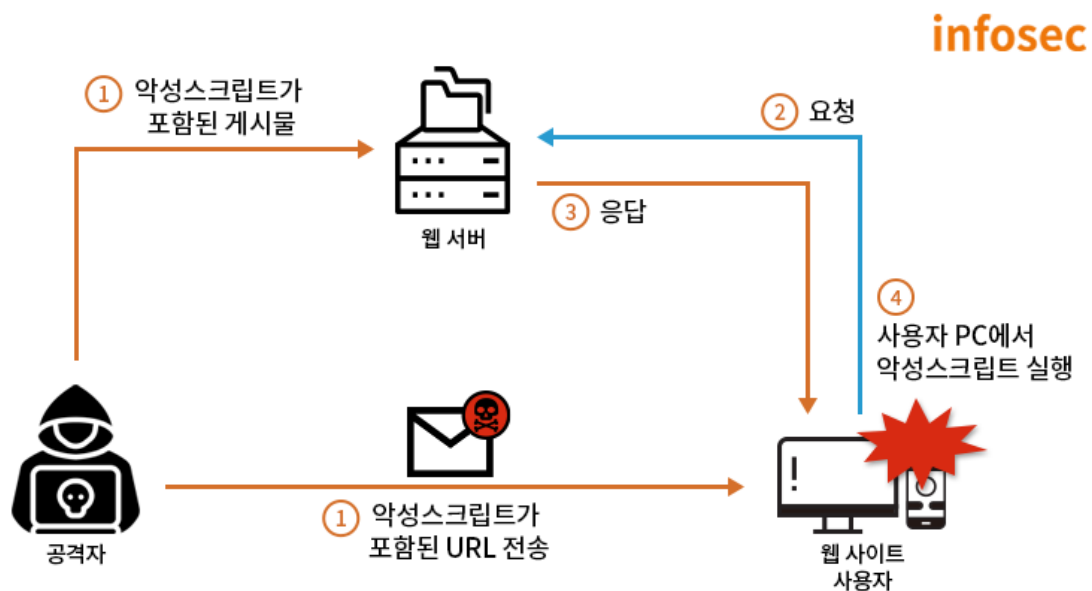 infosec
① 악성스크립트가
포함된 게시물
② 요청
③ 응답
웹 서버
④
사용자 PC에서
악성스크립트 실행
① 악성스크립트가
포함된 URL 전송
공격자
웹 사이트
사용자